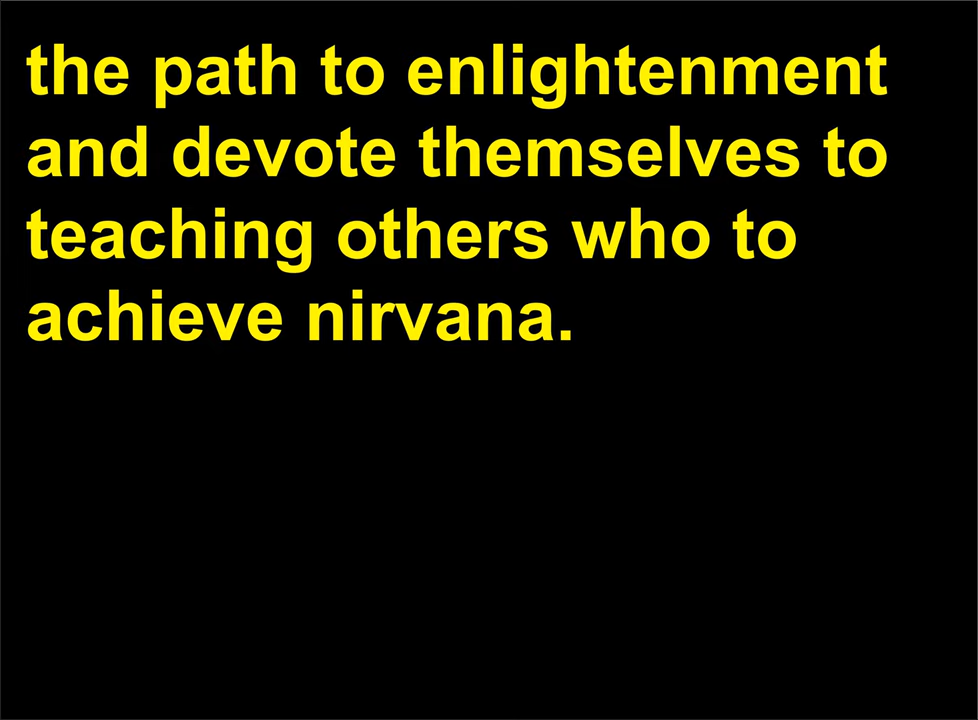 the path to enlightenment
and devote themselves to
teaching others who to
achieve nirvana.